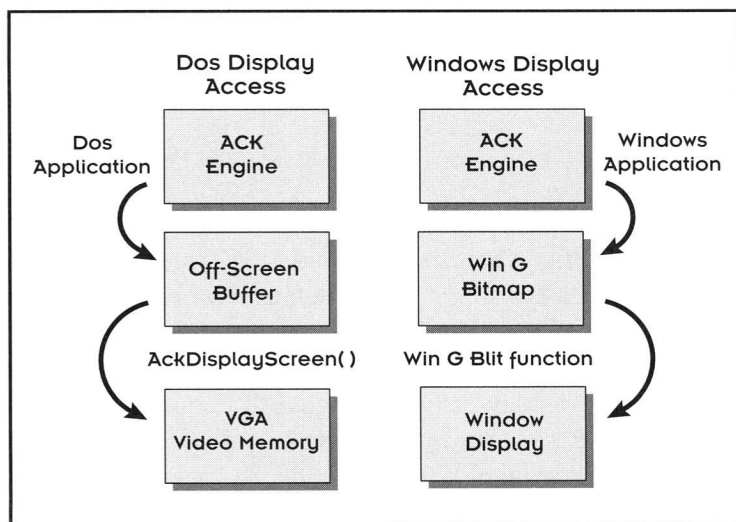 Dos Display
Access
ACK
Engine
Dos
Application
Off-Screen
Buffer
AckDisplayScreen( )
VGA
Video Memory
Windows Display
Access
ACK
Engine
Windows
Application
Win G
Bitmap
Win G Blit function
Window
Display